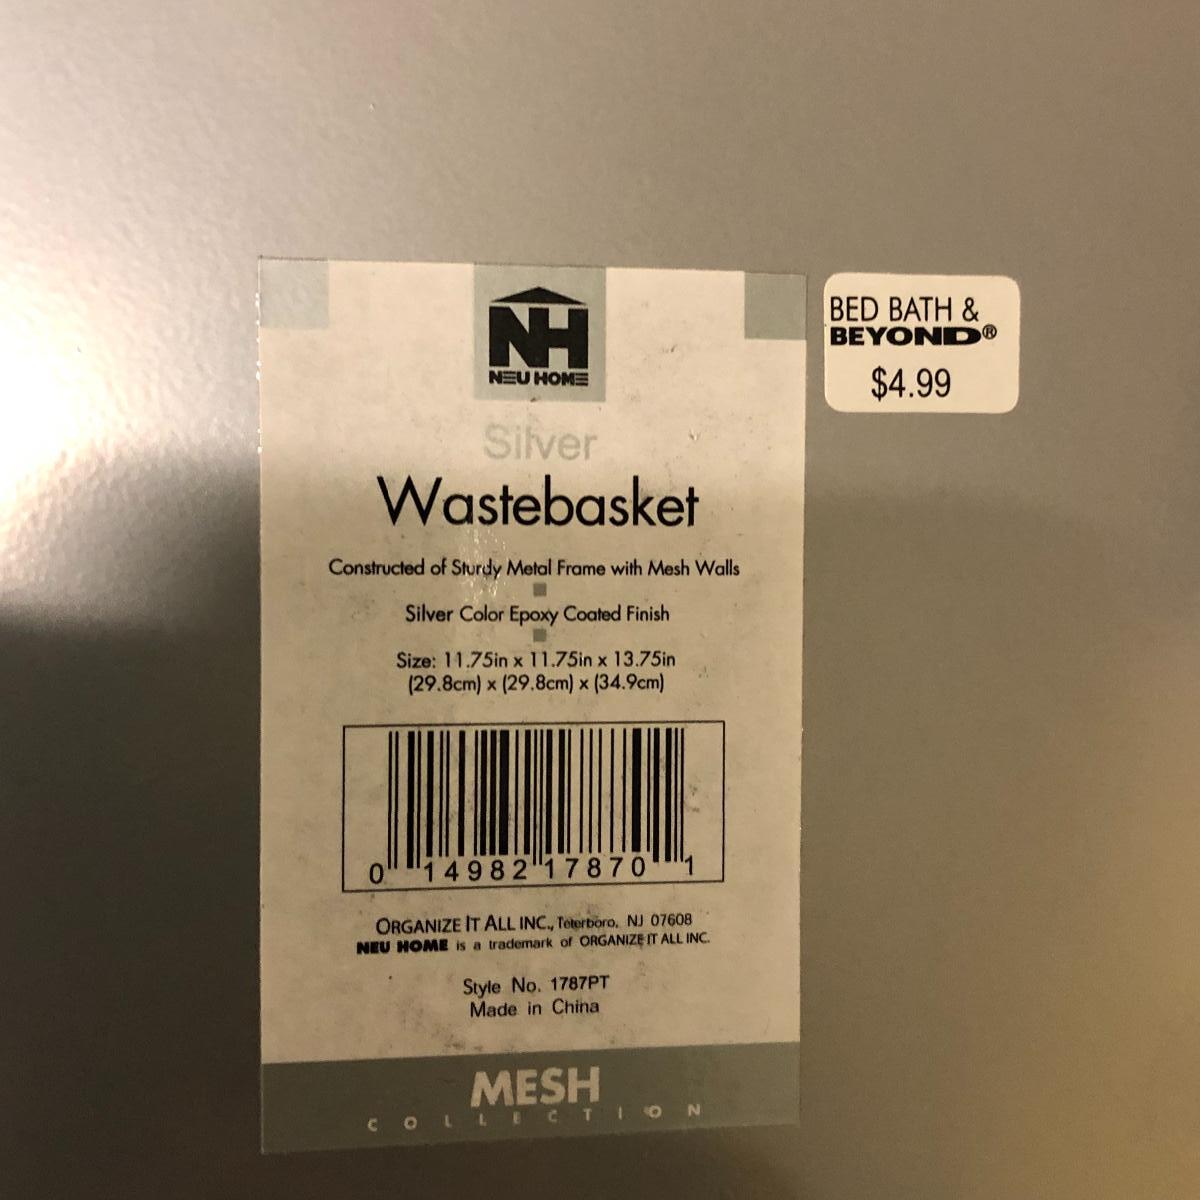 NH
NEU HOME
Silver
Wastebasket
Constructed of Sturdy Metal Frame with Mesh Walls
Silver Color Epoxy Coated Finish
Size: 11.75in x 11.75in x 13.75in
(29.8cm) x (29.8cm) x (34.9cm)
0 14982 17870 1
ORGANIZE IT ALL INC., Teterboro, NJ 07608
NEU HOME is a trademark of ORGANIZE IT ALL INC.
Style No. 1787PT
Made in China
MESH
COLLECTION
BED BATH &
BEYOND®
$4.99